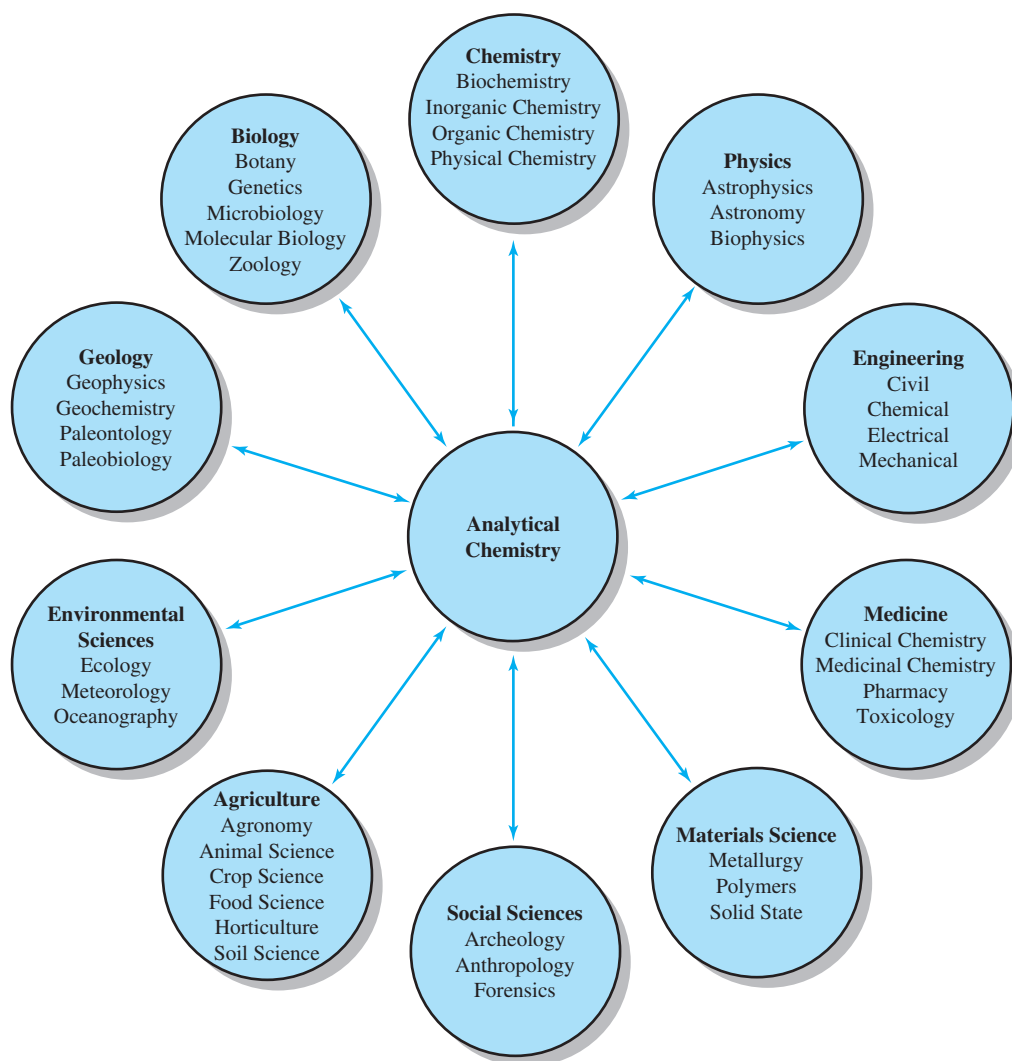 Chemistry
Biochemistry
Inorganic Chemistry
Organic Chemistry
Physical Chemistry
Biology
Botany
Genetics
Microbiology
Molecular Biology
Zoology
Physics
Astrophysics
Astronomy
Biophysics
Geology
Geophysics
Geochemistry
Paleontology
Paleobiology
Engineering
Civil
Chemical
Electrical
Mechanical
Analytical
Chemistry
Environmental
Sciences
Ecology
Meteorology
Oceanography
Medicine
Clinical Chemistry
Medicinal Chemistry
Pharmacy
Toxicology
Agriculture
Agronomy
Animal Science
Crop Science
Food Science
Horticulture
Soil Science
Social Sciences
Archeology
Anthropology
Forensics
Materials Science
Metallurgy
Polymers
Solid State